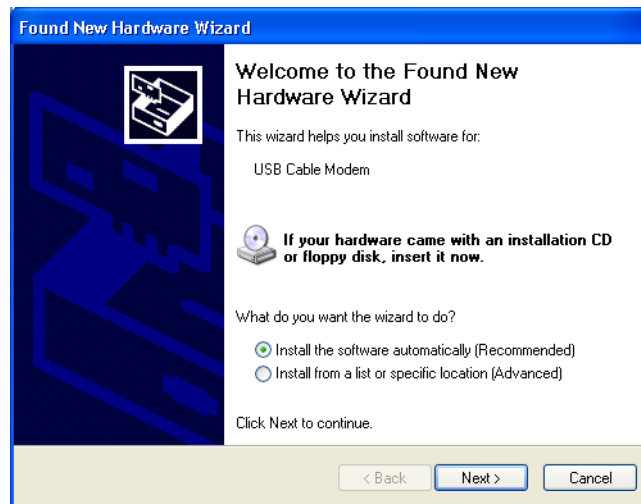 Found New Hardware Wizard
Welcome to the Found New
Hardware Wizard
This wizard helps you install software for:
USB Cable Modem
If your hardware came with an installation CD
or floppy disk, insert it now.
What do you want the wizard to do?
Install the software automatically (Recommended)
Install from a list or specific location (Advanced)
Click Next to continue.
< Back Next > Cancel